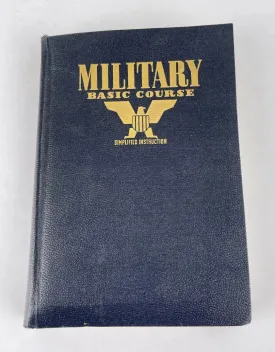 MILITARY
BASIC COURSE
SIMPLIFIED INSTRUCTION